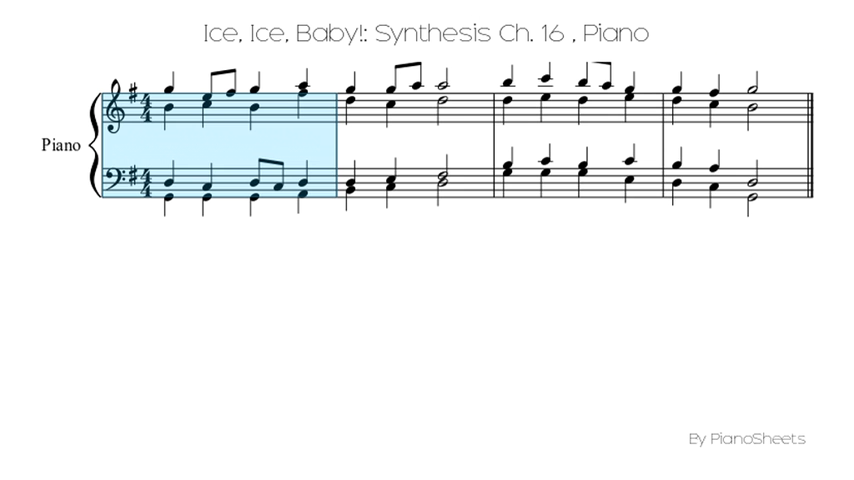 Ice, Ice, Baby!: Synthesis Ch. 16 , Piano
Piano
By PianoSheets